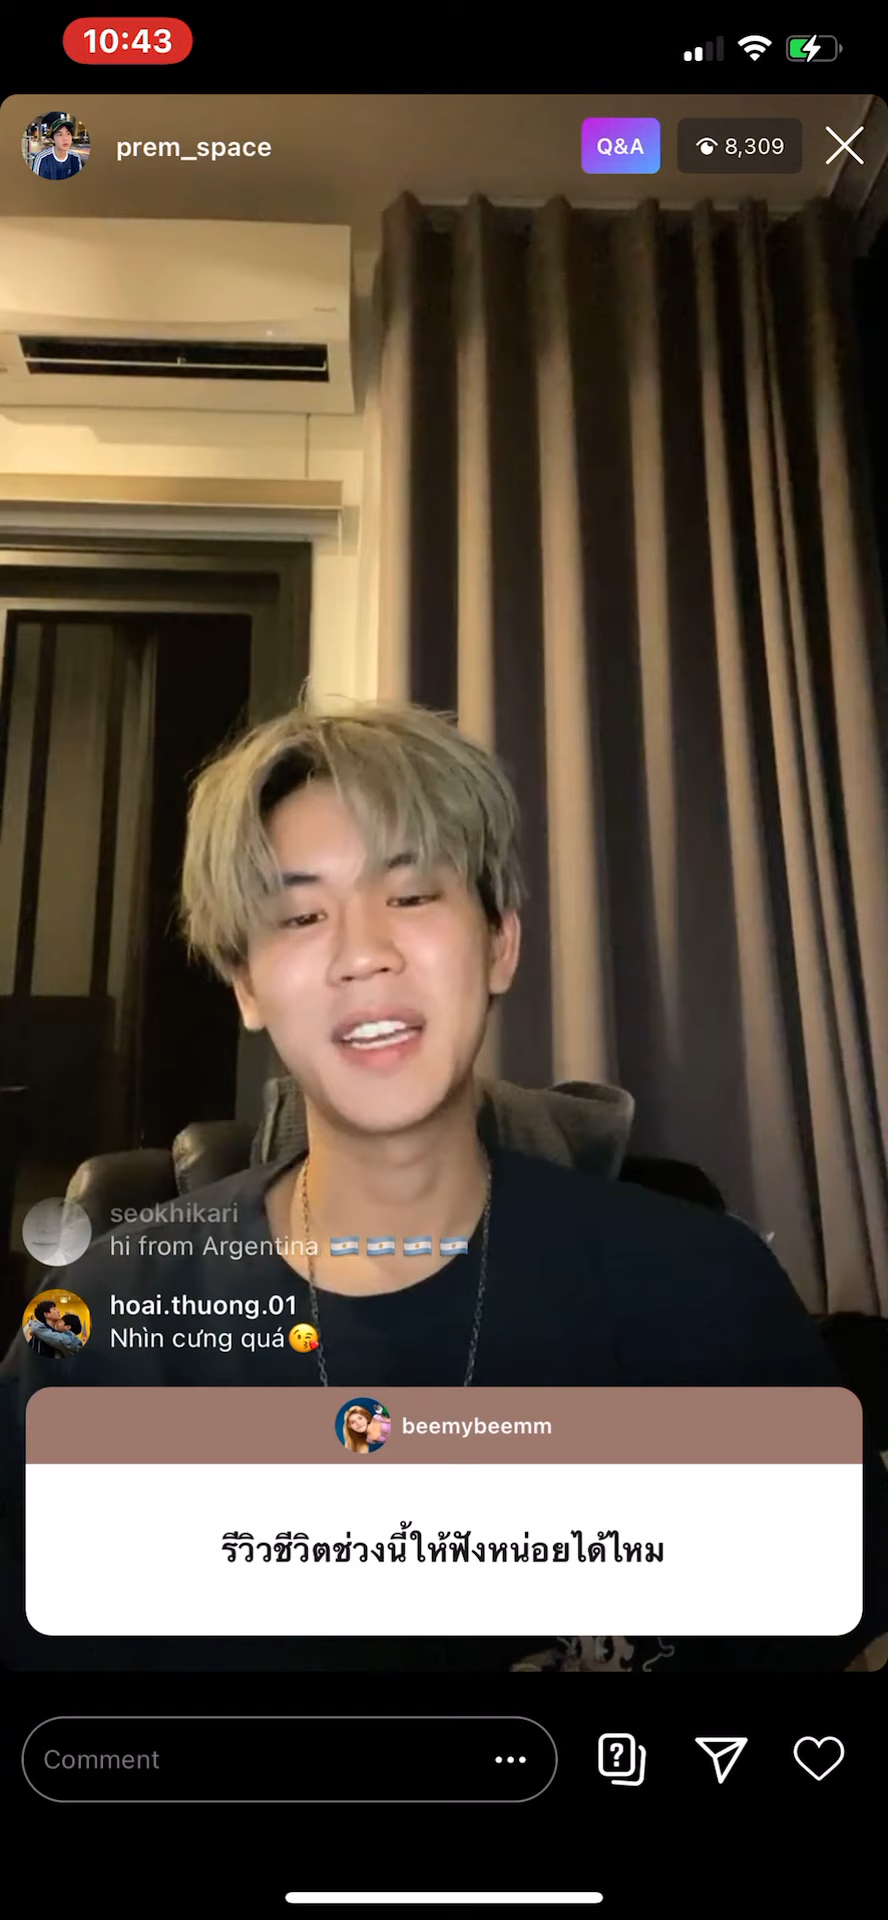 10:43
prem_space
Q&A
8,309
seokhikari
hi from Argentina 🇦🇷🇦🇷🇦🇷🇦🇷
hoai.thuong.01
Nhìn cưng quá😘
beemybeemm
รีวิวชีวิตช่วงนี้ให้ฟังหน่อยได้ไหม
Comment